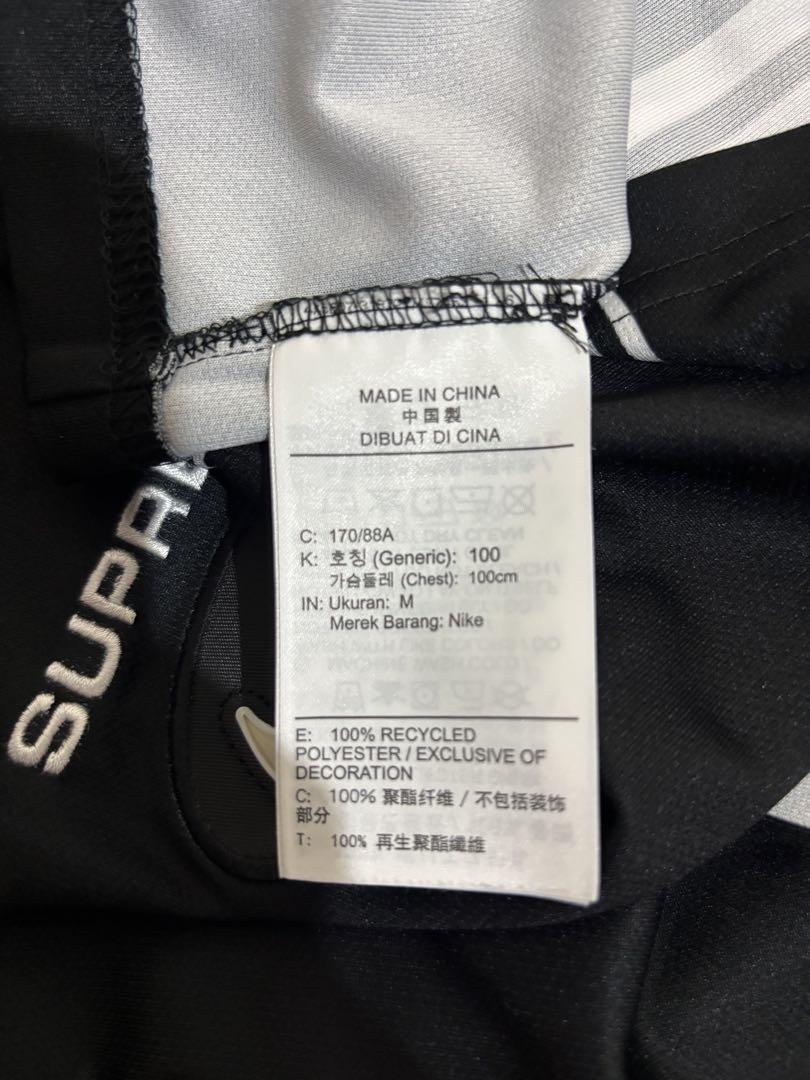 MADE IN CHINA
中国製
DIBUAT DI CINA
C: 170/88A
K: 호칭 (Generic): 100
가슴둘레 (Chest): 100cm
IN: Ukuran: M
Merek Barang: Nike
SUPRE
E: 100% RECYCLED
POLYESTER / EXCLUSIVE OF
DECORATION
C: 100% 聚酯纤维 / 不包括装饰
部分
T: 100% 再生聚酯纖維